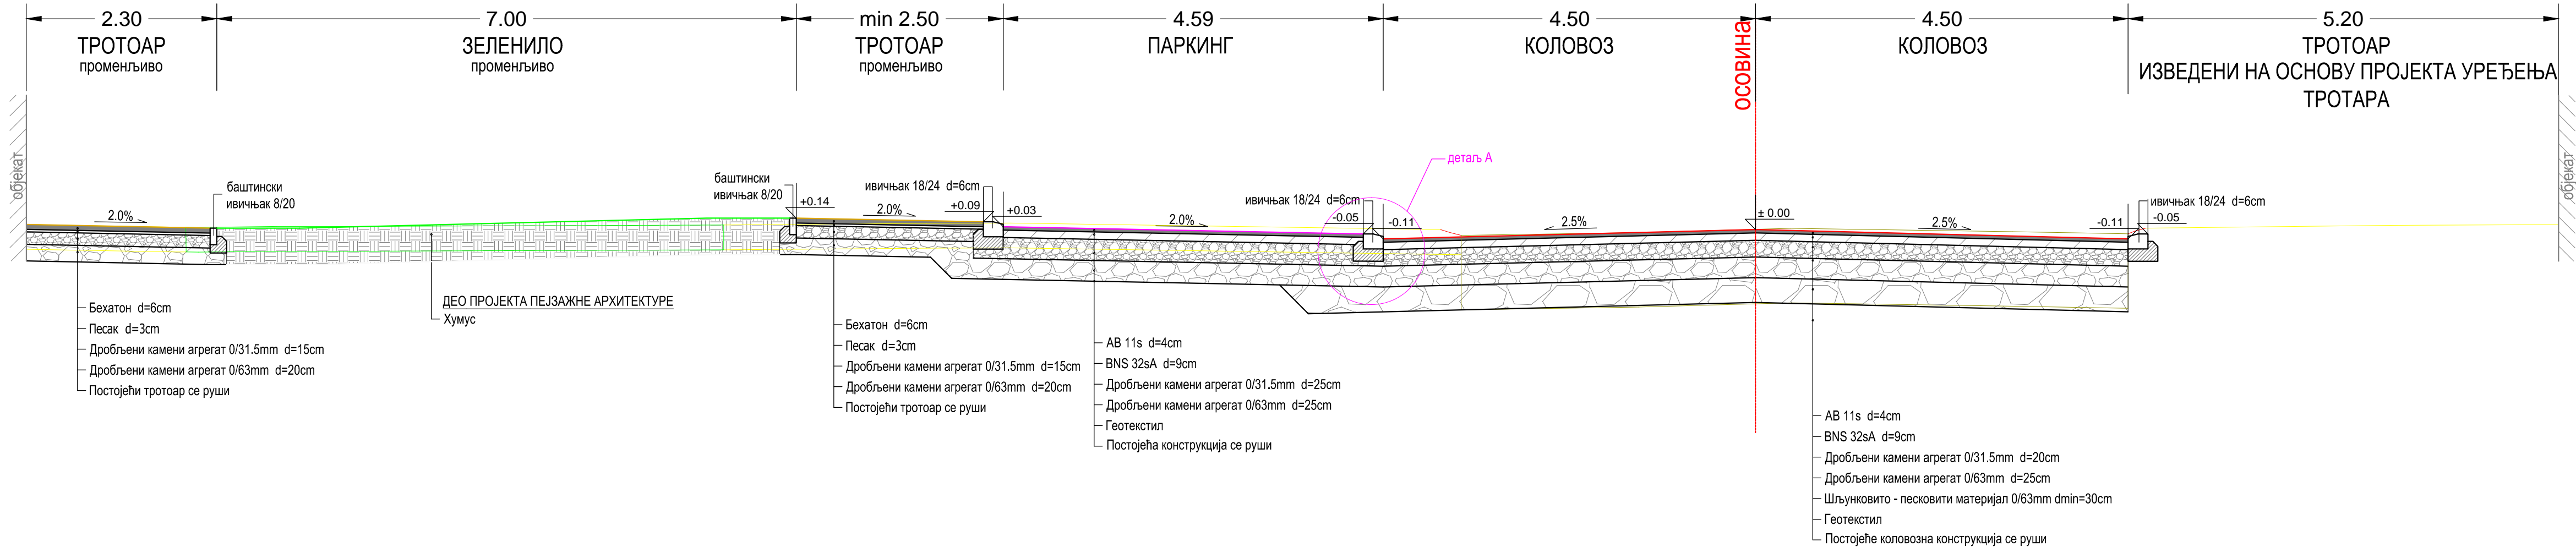 2.30
7.00
min 2.50
4.59
4.50
4.50
5.20
ТРОТОАР
променљиво
ЗЕЛЕНИЛО
променљиво
ТРОТОАР
променљиво
ПАРКИНГ
КОЛОВОЗ
осовина
КОЛОВОЗ
ТРОТОАР
ИЗВЕДЕНИ НА ОСНОВУ ПРОЈЕКТА УРЕЂЕЊА
ТРОТАРА
објекат
2.0%
баштински
ивичњак 8/20
баштински
ивичњак 8/20
+0.14
2.0%
ивичњак 18/24 d=6cm
+0.09
+0.03
2.0%
детаљ А
ивичњак 18/24 d=6cm
-0.05
-0.11
2.5%
± 0.00
2.5%
-0.11
-0.05
ивичњак 18/24 d=6cm
објекат
Бехатон d=6cm
Песак d=3cm
Дробљени камени агрегат 0/31.5mm d=15cm
Дробљени камени агрегат 0/63mm d=20cm
Постојећи тротоар се руши
ДЕО ПРОЈЕКТА ПЕЈЗАЖНЕ АРХИТЕКТУРЕ
Хумус
Бехатон d=6cm
Песак d=3cm
Дробљени камени агрегат 0/31.5mm d=15cm
Дробљени камени агрегат 0/63mm d=20cm
Постојећи тротоар се руши
AB 11s d=4cm
BNS 32sA d=9cm
Дробљени камени агрегат 0/31.5mm d=25cm
Дробљени камени агрегат 0/63mm d=25cm
Геотекстил
Постојећа конструкција се руши
AB 11s d=4cm
BNS 32sA d=9cm
Дробљени камени агрегат 0/31.5mm d=20cm
Дробљени камени агрегат 0/63mm d=25cm
Шљунковито - песковити материјал 0/63mm dmin=30cm
Геотекстил
Постојеће коловозна конструкција се руши